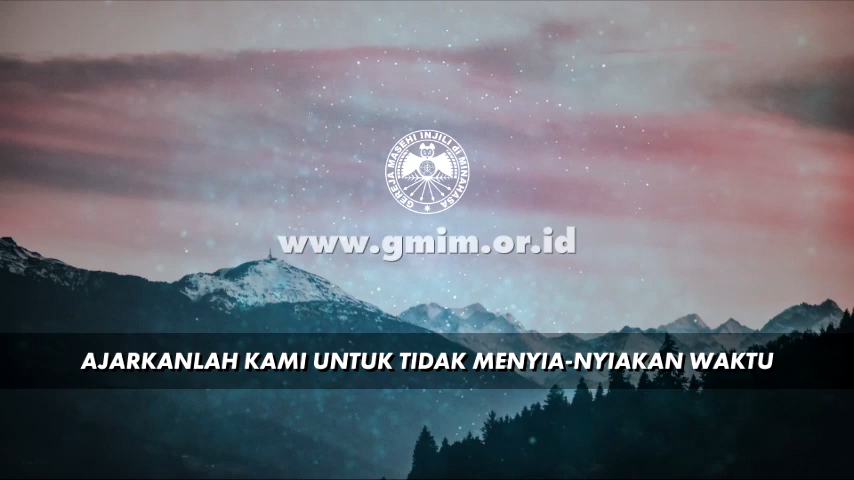 GEREJA MASEHI INJILI di MINAHASA
www.gmim.or.id
AJARKANLAH KAMI UNTUK TIDAK MENYIA-NYIAKAN WAKTU